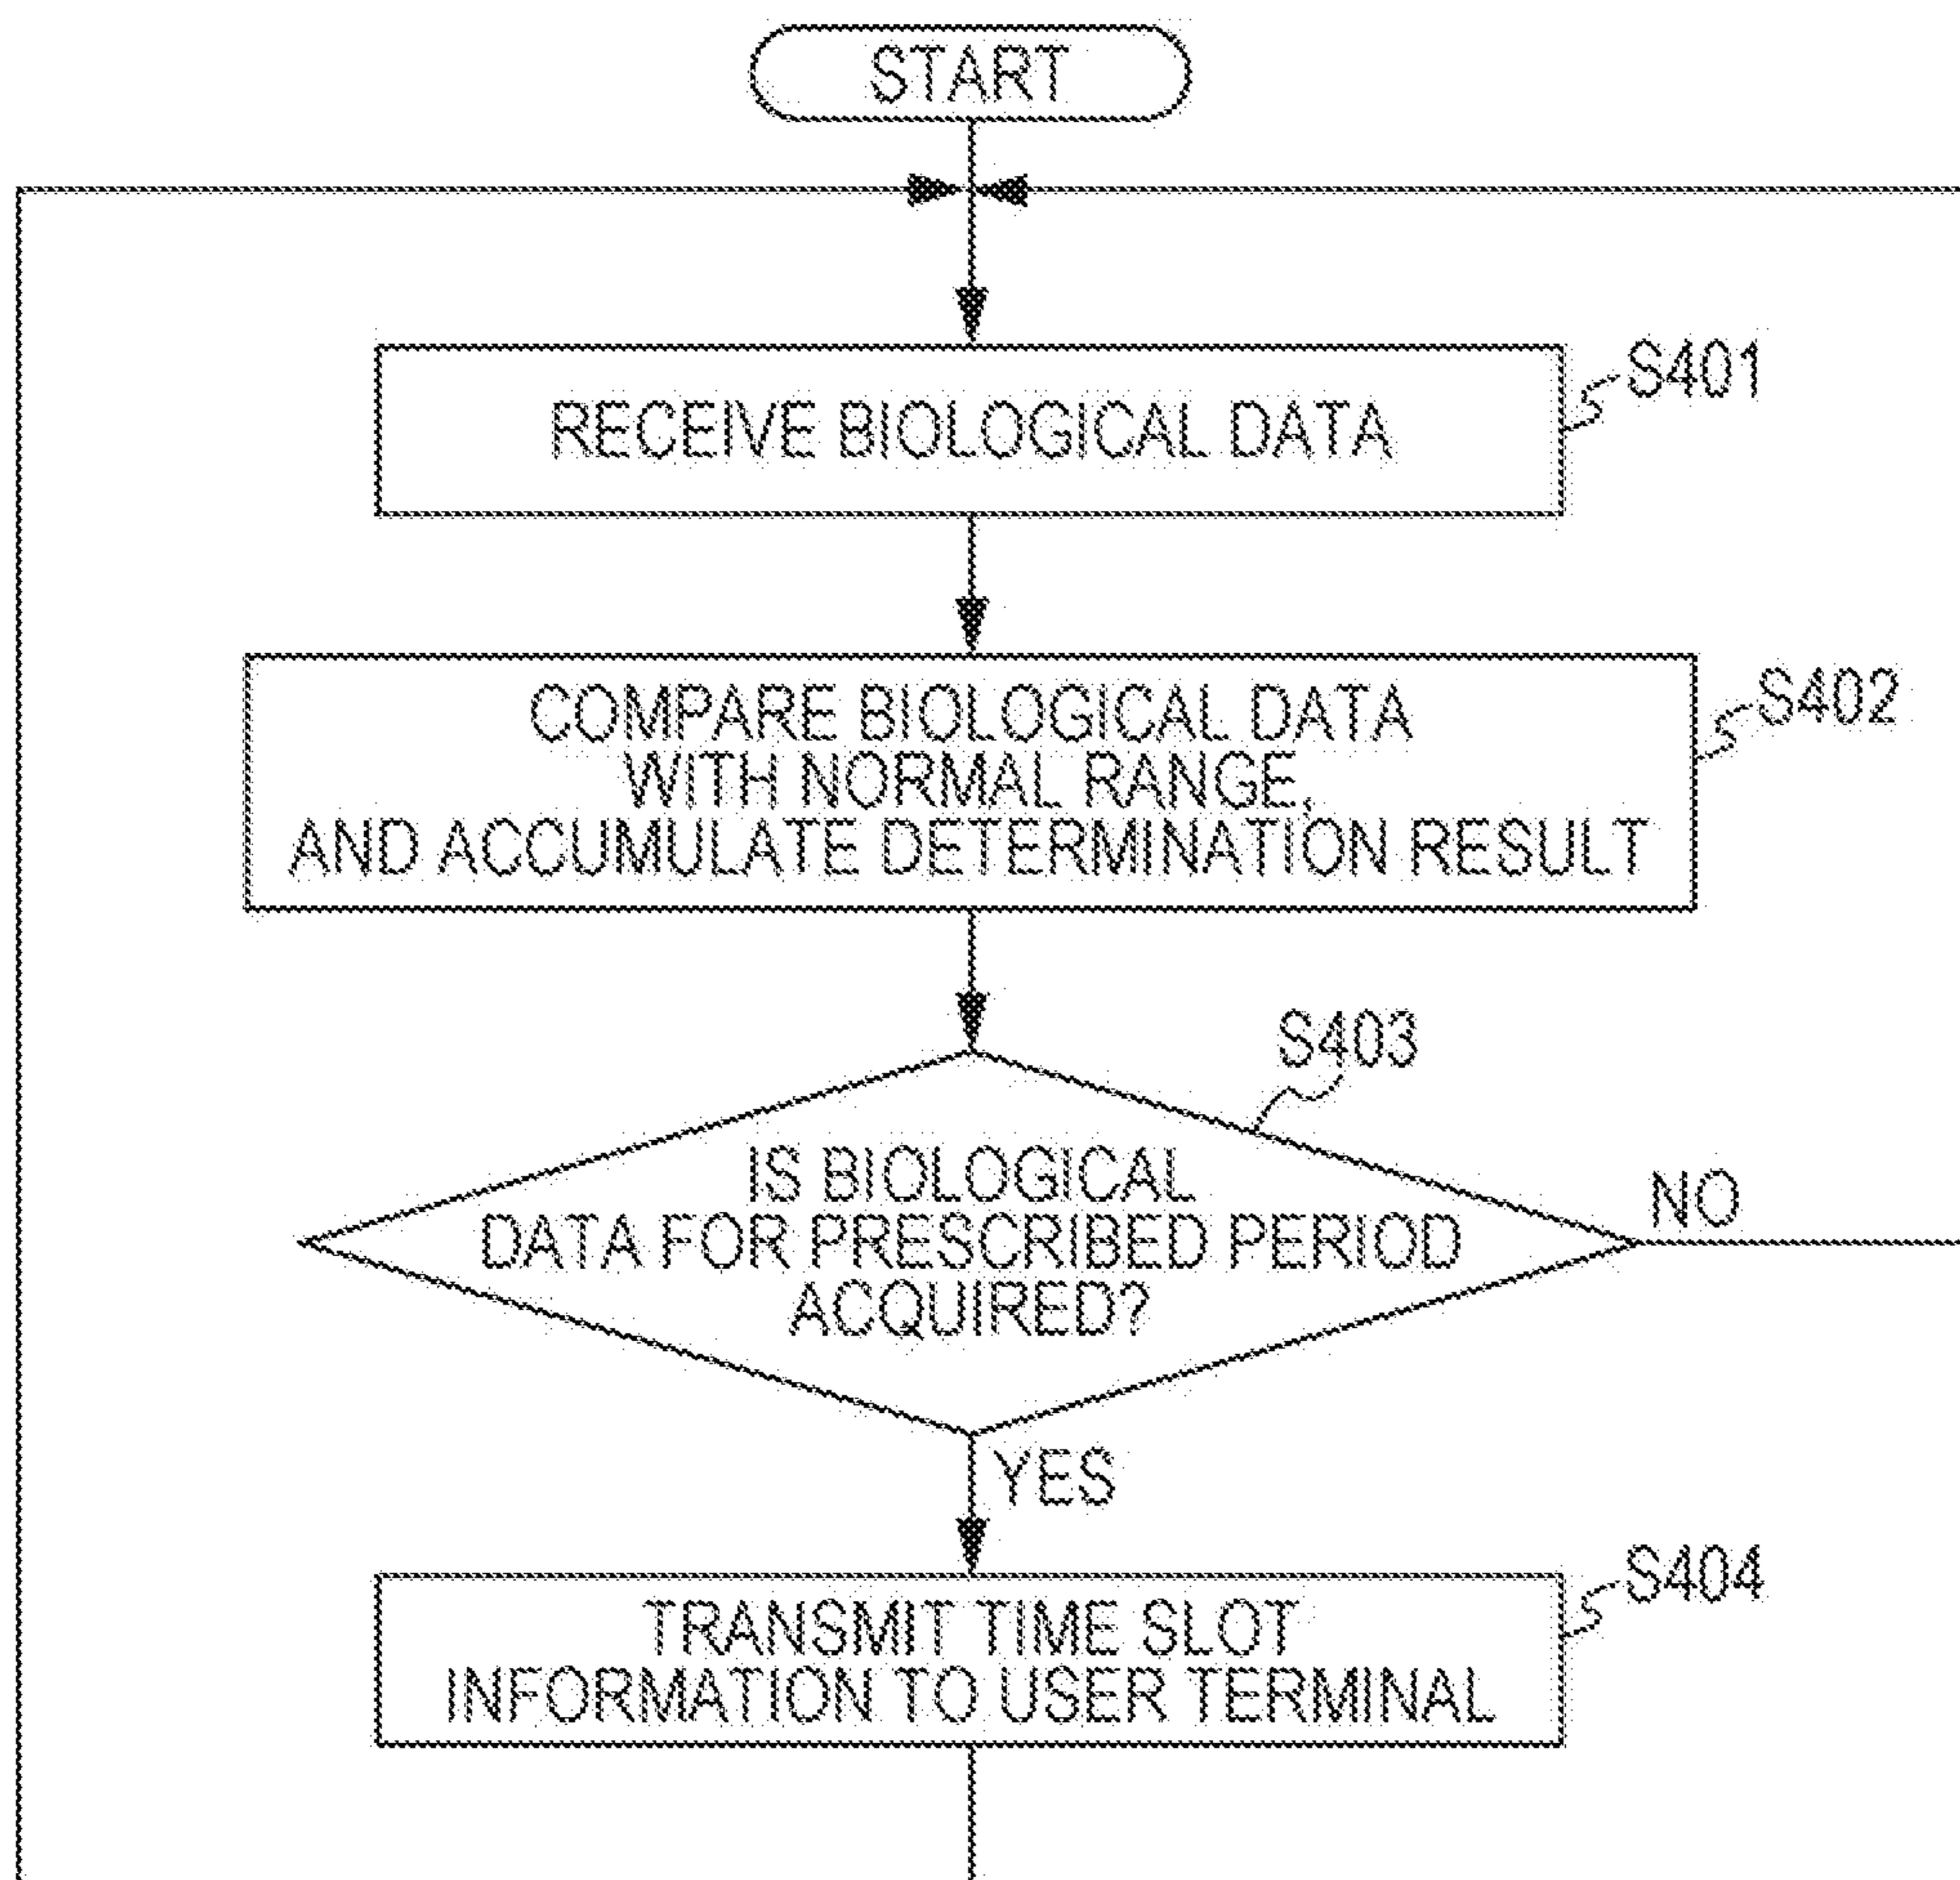 START
RECEIVE BIOLOGICAL DATA
S401
COMPARE BIOLOGICAL DATA
WITH NORMAL RANGE,
AND ACCUMULATE DETERMINATION RESULT
S402
S403
IS BIOLOGICAL
DATA FOR PRESCRIBED PERIOD
ACQUIRED?
NO
YES
TRANSMIT TIME SLOT
INFORMATION TO USER TERMINAL
S404